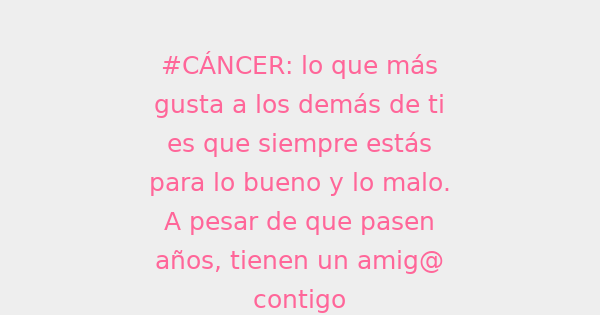 #CÁNCER: lo que más
gusta a los demás de ti
es que siempre estás
para lo bueno y lo malo.
A pesar de que pasen
años, tienen un amig@
contigo